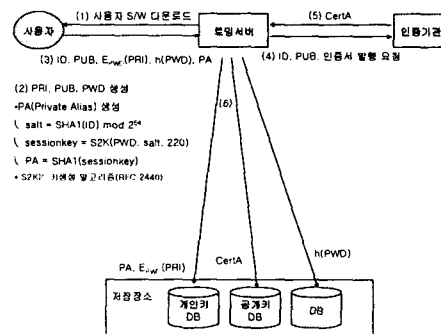 (1) 사용자 S/W 다운로드
(5) CertA
사용자
로밍서버
인증기관
(3) ID, PUB, E_PWD(PRI), h(PWD), PA
(4) ID, PUB, 인증서 발행 요청
(2) PRI, PUB, PWD 생성
*PA(Private Alias) 생성
\ salt = SHA1(ID) mod 2^64
\ sessionkey = S2K(PWD, salt, 220)
\ PA = SHA1(sessionkey)
* S2K는 키생성 알고리즘(RFC 2440)
(6)
PA, E_PWD(PRI)
CertA
h(PWD)
저장장소
개인키 DB
공개키 DB
DB